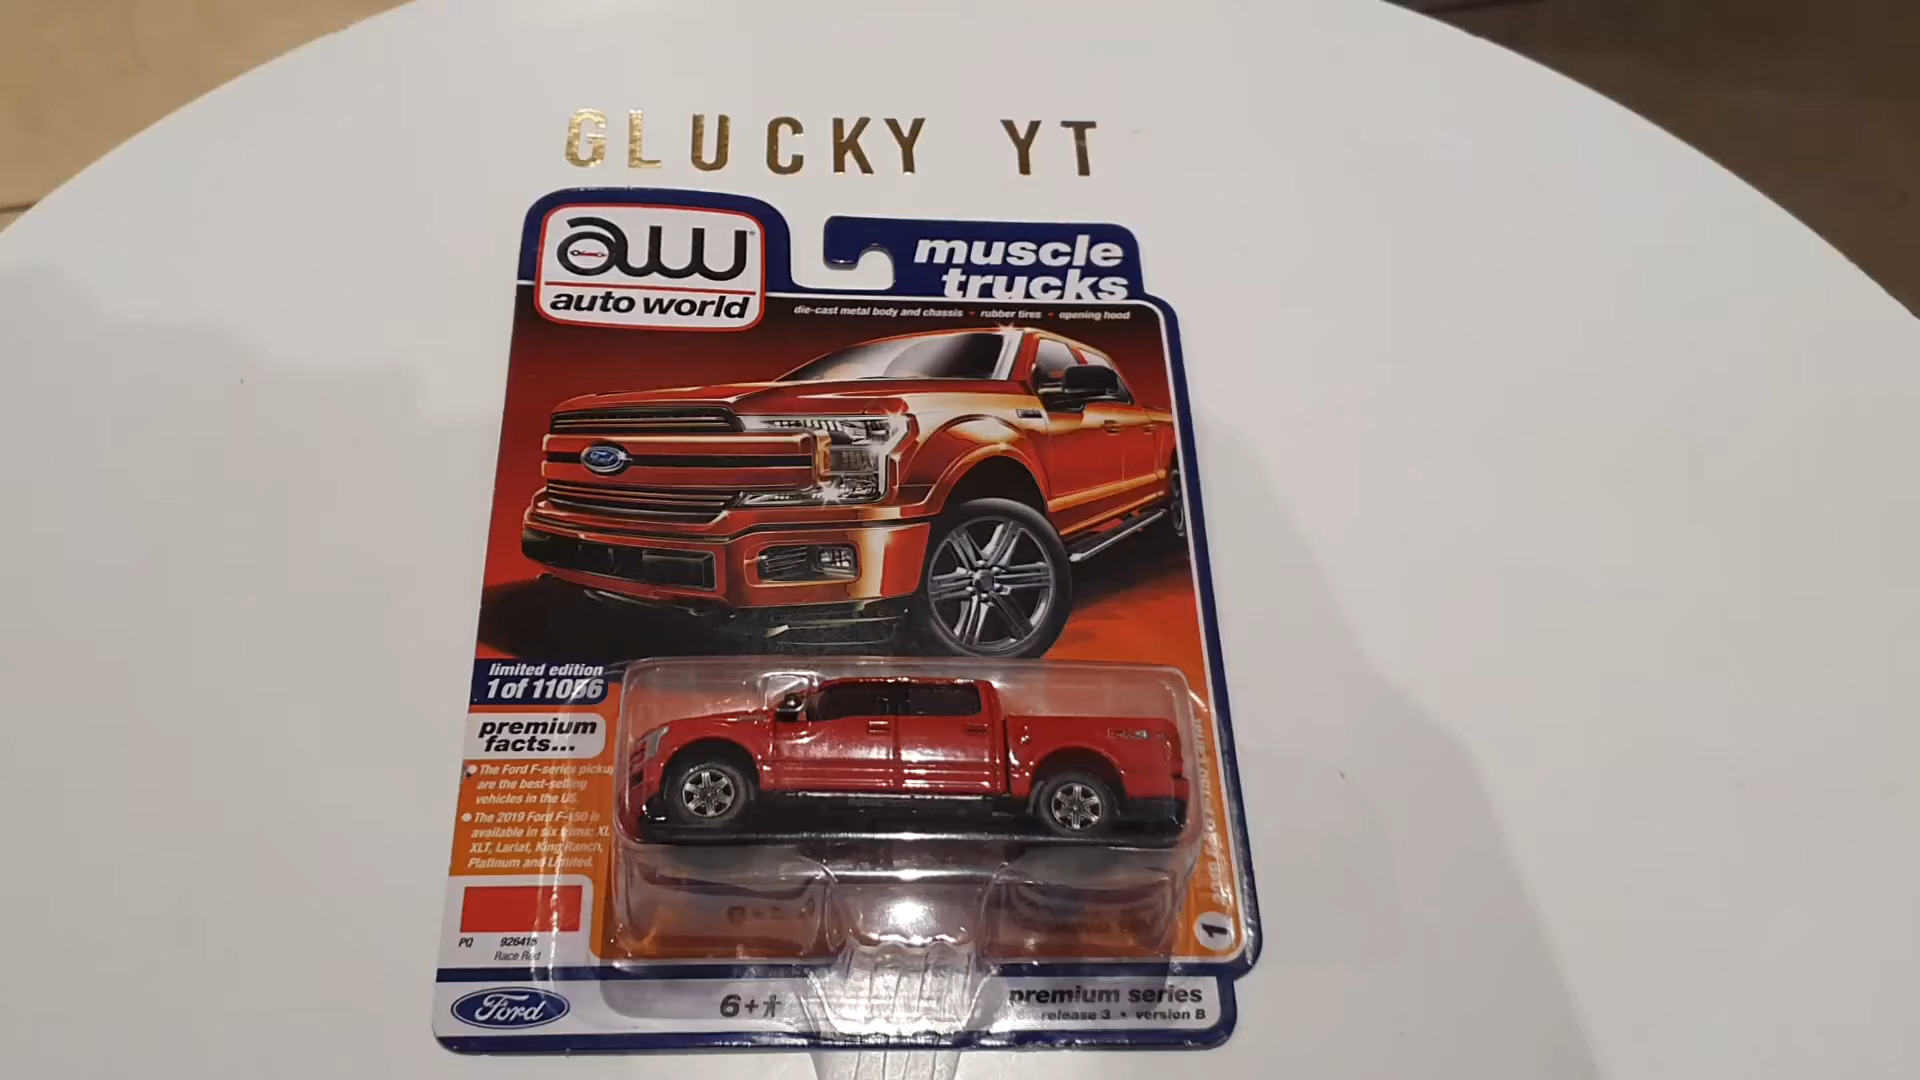 GLUCKY YT
aw
auto world
muscle
trucks
die-cast metal body and chassis • rubber tires • opening hood
Ford
limited edition
1 of 11056
premium
facts...
The Ford F-series pickup
are the best-selling
vehicles in the US.
The 2019 Ford F-150 is
available in six trims: XL
XLT, Lariat, King Ranch,
Platinum and Limited.
PQ 926415
Race Red
1
Ford
6+
premium series
release 3 • version B